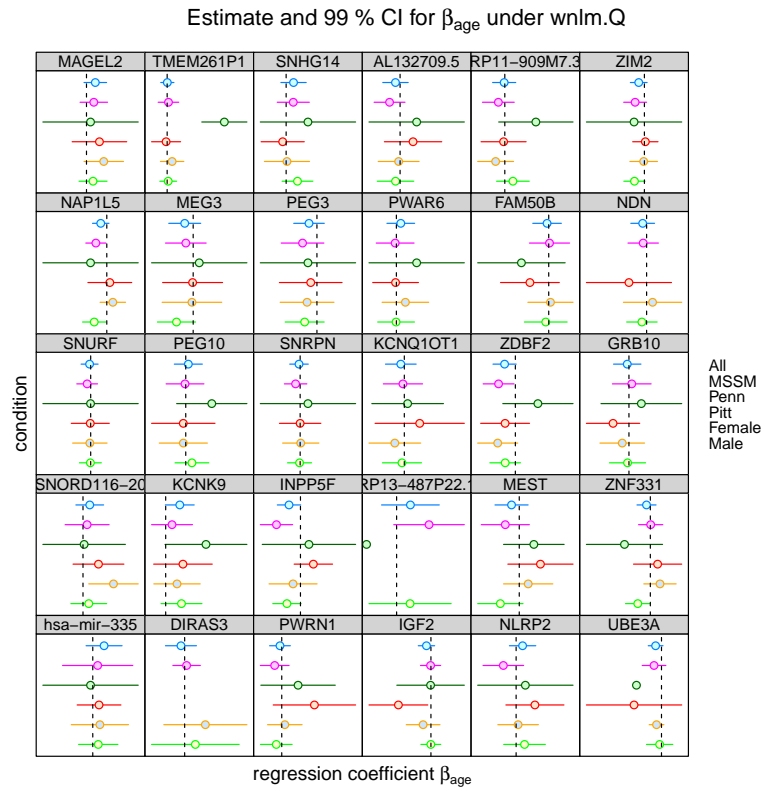 Estimate and 99 % CI for βage under wnlm.Q
MAGEL2 TMEM261P1 SNHG14 AL132709.5 RP11−909M7.3 ZIM2
NAP1L5 MEG3 PEG3 PWAR6 FAM50B NDN
SNURF PEG10 SNRPN KCNQ1OT1 ZDBF2 GRB10
SNORD116−20 KCNK9 INPP5F RP13−487P22.1 MEST ZNF331
hsa−mir−335 DIRAS3 PWRN1 IGF2 NLRP2 UBE3A
condition
All
MSSM
Penn
Pitt
Female
Male
regression coefficient βage